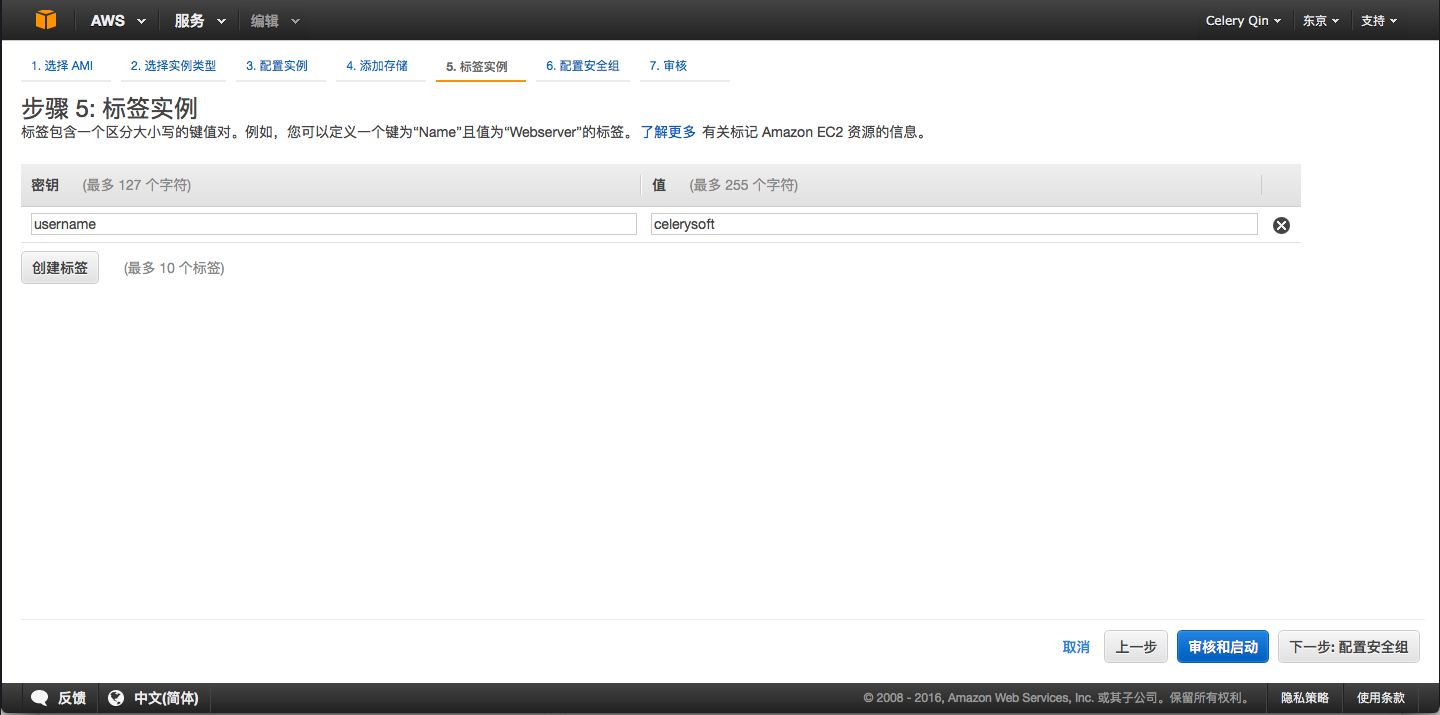 AWS 服务 编辑 Celery Qin 东京 支持
1. 选择 AMI 2. 选择实例类型 3. 配置实例 4. 添加存储 5. 标签实例 6. 配置安全组 7. 审核
步骤 5: 标签实例
标签包含一个区分大小写的键值对。例如，您可以定义一个键为“Name”且值为“Webserver”的标签。 了解更多 有关标记 Amazon EC2 资源的信息。
密钥 (最多 127 个字符) 值 (最多 255 个字符)
username celerysoft
创建标签 (最多 10 个标签)
取消 上一步 审核和启动 下一步: 配置安全组
反馈 中文(简体) © 2008 - 2016, Amazon Web Services, Inc. 或其子公司。保留所有权利。 隐私策略 使用条款